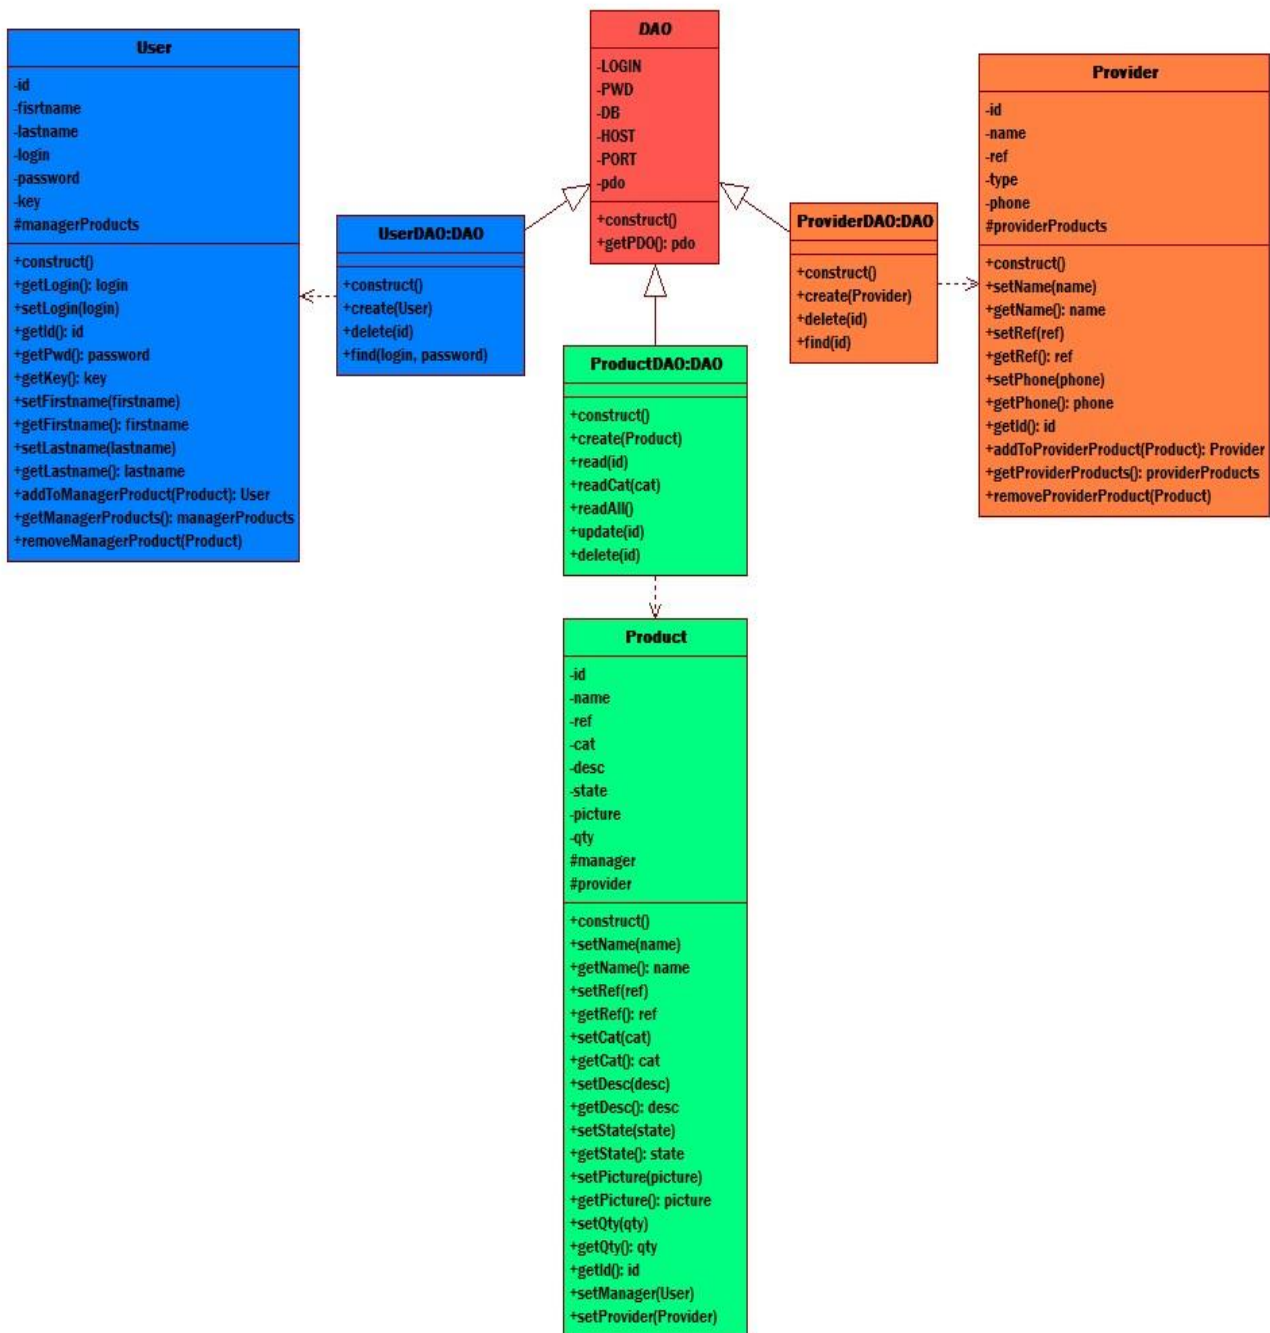 User
-id
-fisrtname
-lastname
-login
-password
-key
#managerProducts
+construct()
+getLogin(): login
+setLogin(login)
+getId(): id
+getPwd(): password
+getKey(): key
+setFirstname(firstname)
+getFirstname(): firstname
+setLastname(lastname)
+getLastname(): lastname
+addToManagerProduct(Product): User
+getManagerProducts(): managerProducts
+removeManagerProduct(Product)
UserDAO:DAO
+construct()
+create(User)
+delete(id)
+find(login, password)
DAO
-LOGIN
-PWD
-DB
-HOST
-PORT
-pdo
+construct()
+getPDO(): pdo
ProviderDAO:DAO
+construct()
+create(Provider)
+delete(id)
+find(id)
Provider
-id
-name
-ref
-type
-phone
#providerProducts
+construct()
+setName(name)
+getName(): name
+setRef(ref)
+getRef(): ref
+setPhone(phone)
+getPhone(): phone
+getId(): id
+addToProviderProduct(Product): Provider
+getProviderProducts(): providerProducts
+removeProviderProduct(Product)
ProductDAO:DAO
+construct()
+create(Product)
+read(id)
+readCat(cat)
+readAll()
+update(id)
+delete(id)
Product
-id
-name
-ref
-cat
-desc
-state
-picture
-qty
#manager
#provider
+construct()
+setName(name)
+getName(): name
+setRef(ref)
+getRef(): ref
+setCat(cat)
+getCat(): cat
+setDesc(desc)
+getDesc(): desc
+setState(state)
+getState(): state
+setPicture(picture)
+getPicture(): picture
+setQty(qty)
+getQty(): qty
+getId(): id
+setManager(User)
+setProvider(Provider)